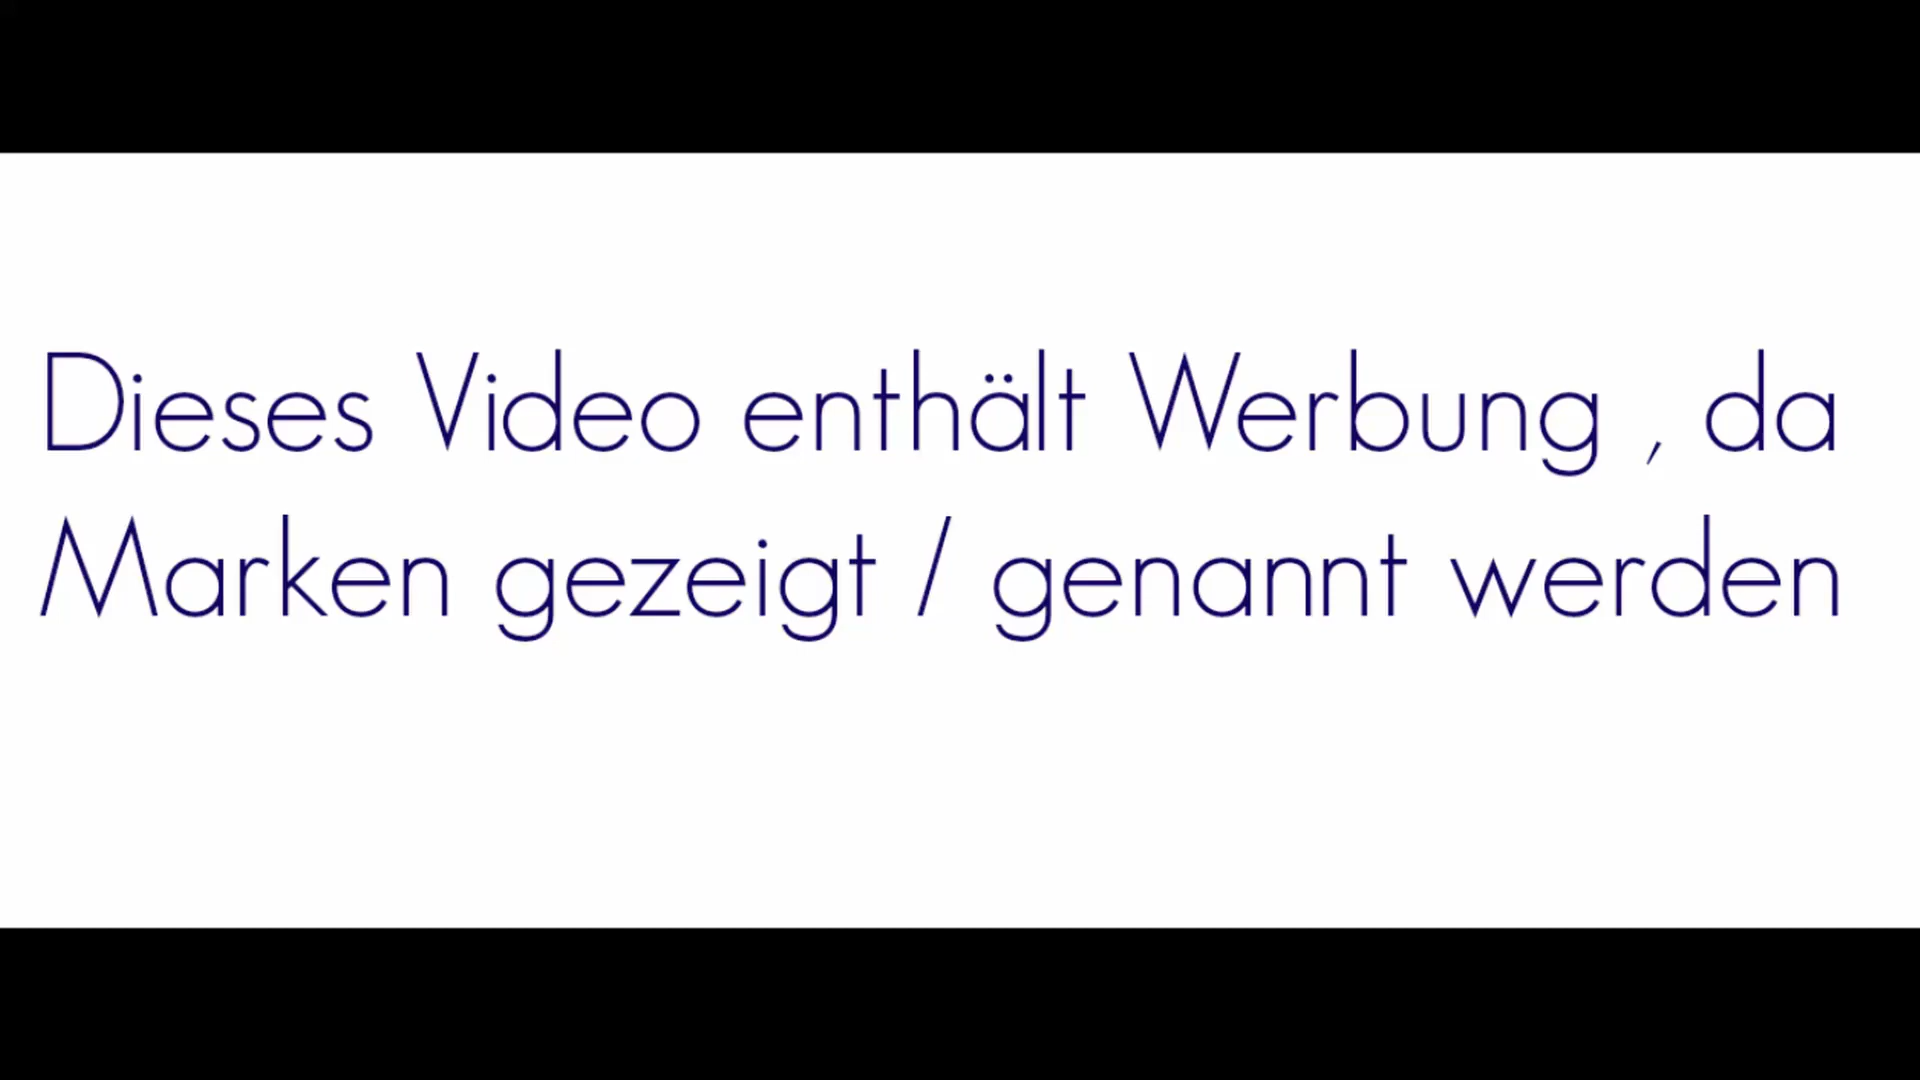 Dieses Video enthält Werbung , da
Marken gezeigt / genannt werden